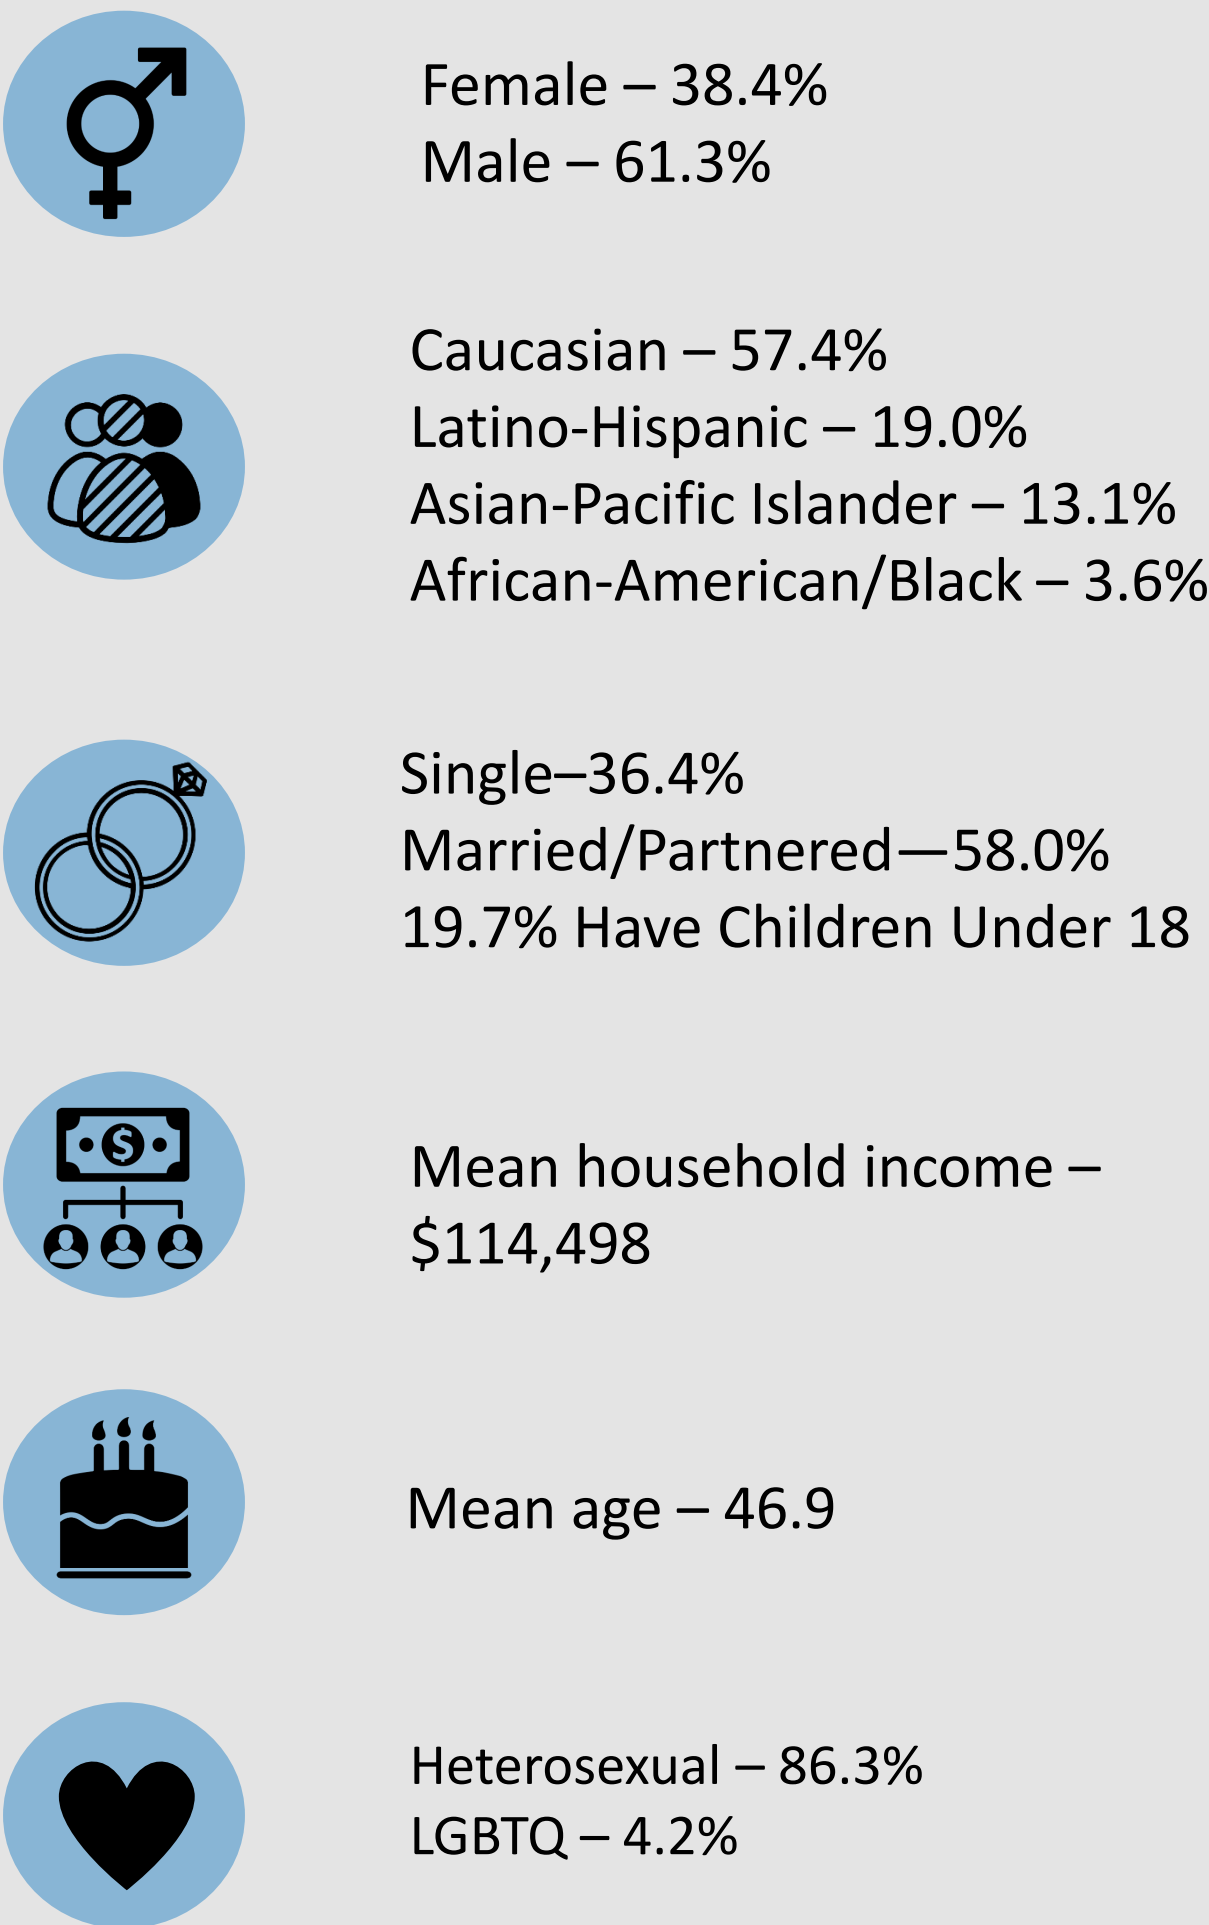 Female – 38.4%
Male – 61.3%
Caucasian – 57.4%
Latino-Hispanic – 19.0%
Asian-Pacific Islander – 13.1%
African-American/Black – 3.6%
Single–36.4%
Married/Partnered—58.0%
19.7% Have Children Under 18
$
Mean household income –
$114,498
Mean age – 46.9
Heterosexual – 86.3%
LGBTQ – 4.2%